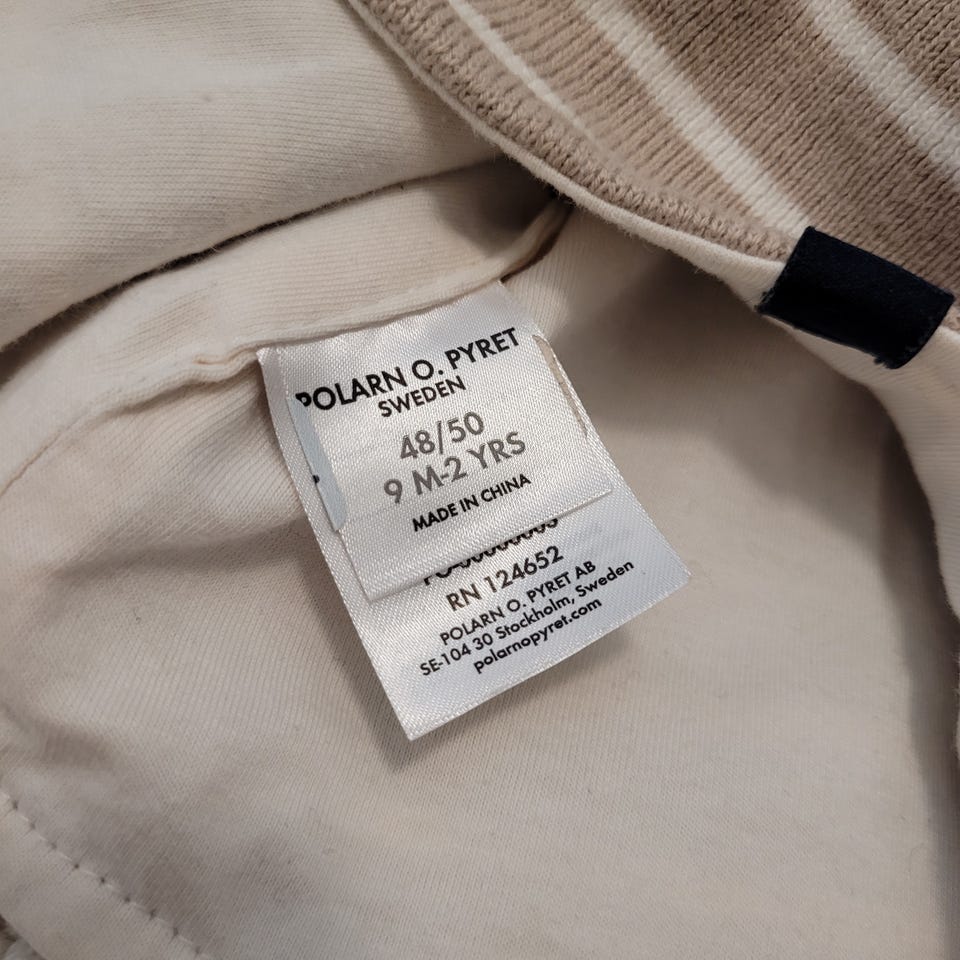 POLARN O. PYRET
SWEDEN
48/50
9 M-2 YRS
MADE IN CHINA
RN 124652
POLARN O. PYRET AB
SE-104 30 Stockholm, Sweden
polarnopyret.com